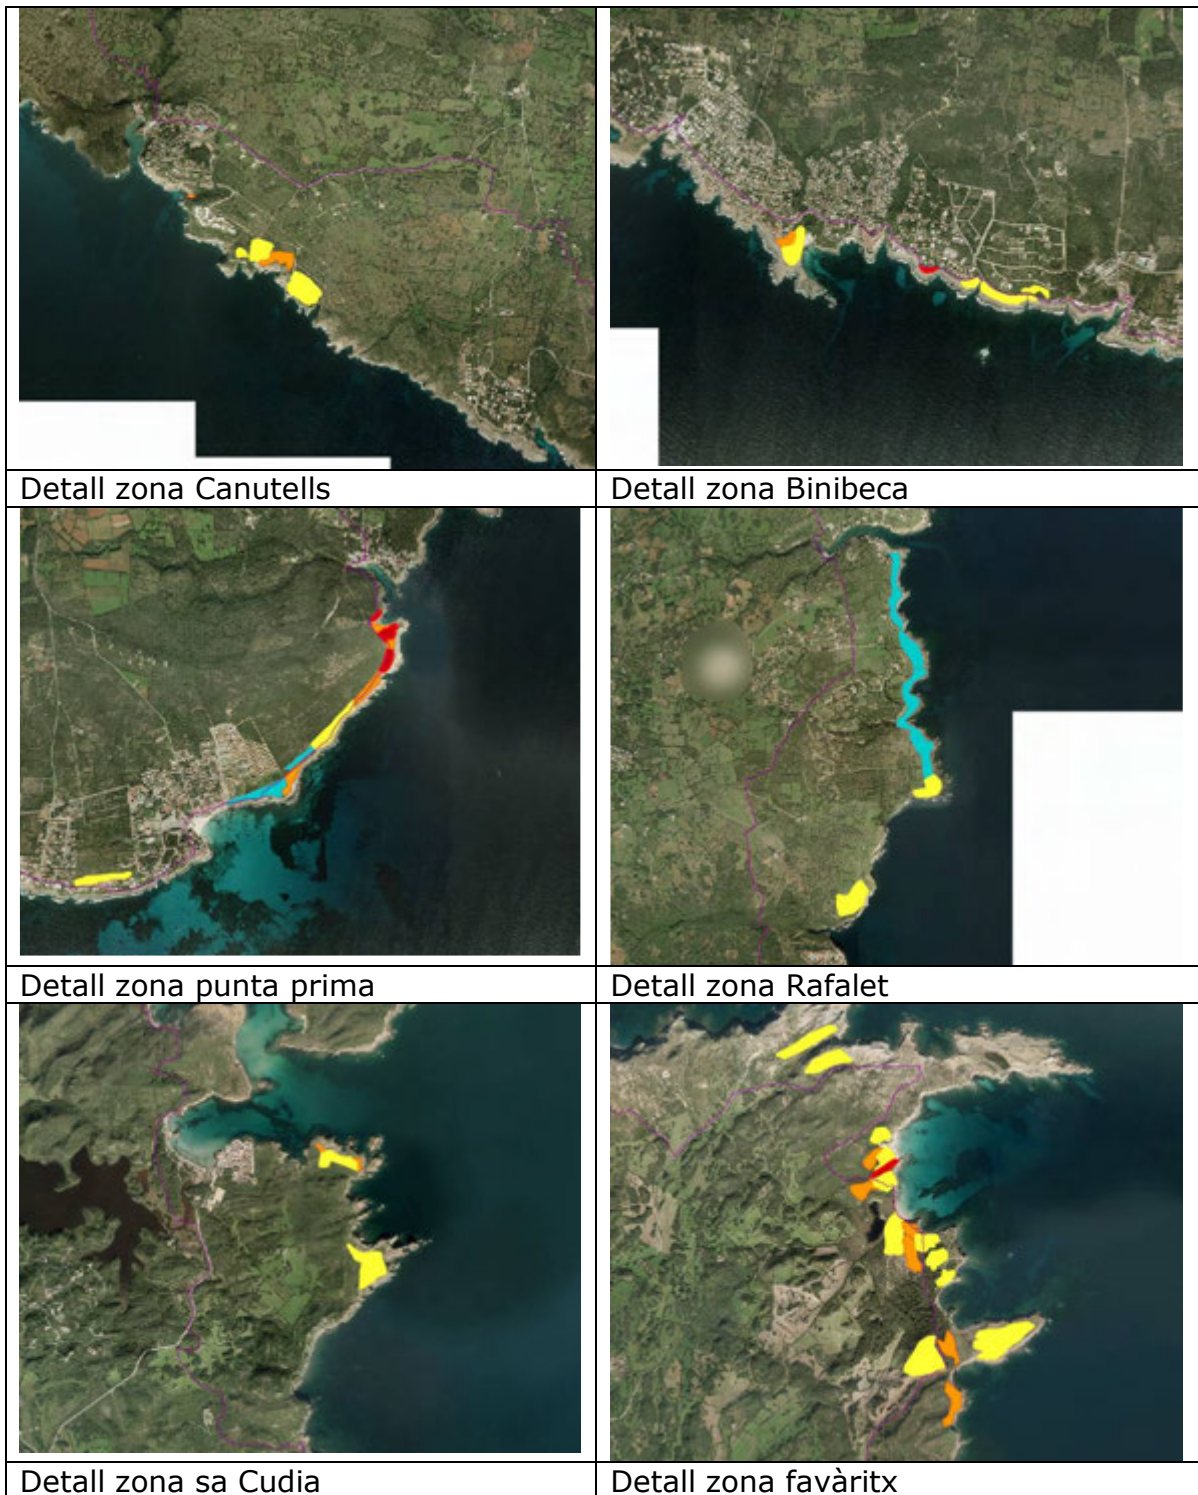 Detall zona Canutells
Detall zona Binibeca
Detall zona punta prima
Detall zona Rafalet
Detall zona sa Cudia
Detall zona favàritx